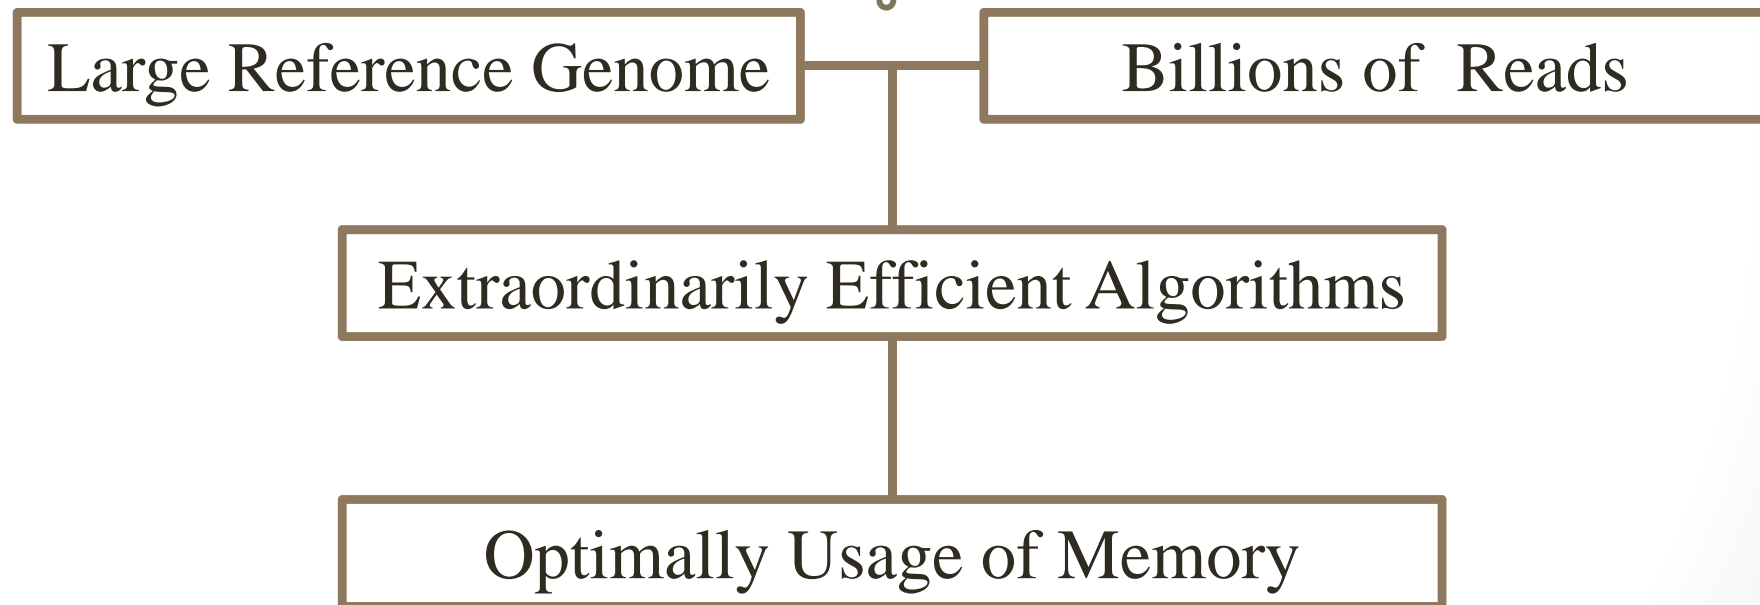 Large Reference Genome
Billions of  Reads
Extraordinarily Efficient Algorithms
Optimally Usage of Memory